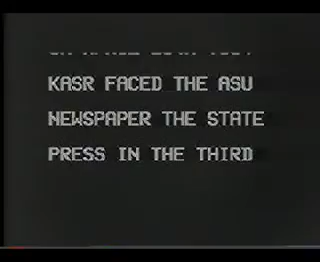 KASR FACED THE ASU
NEWSPAPER THE STATE
PRESS IN THE THIRD